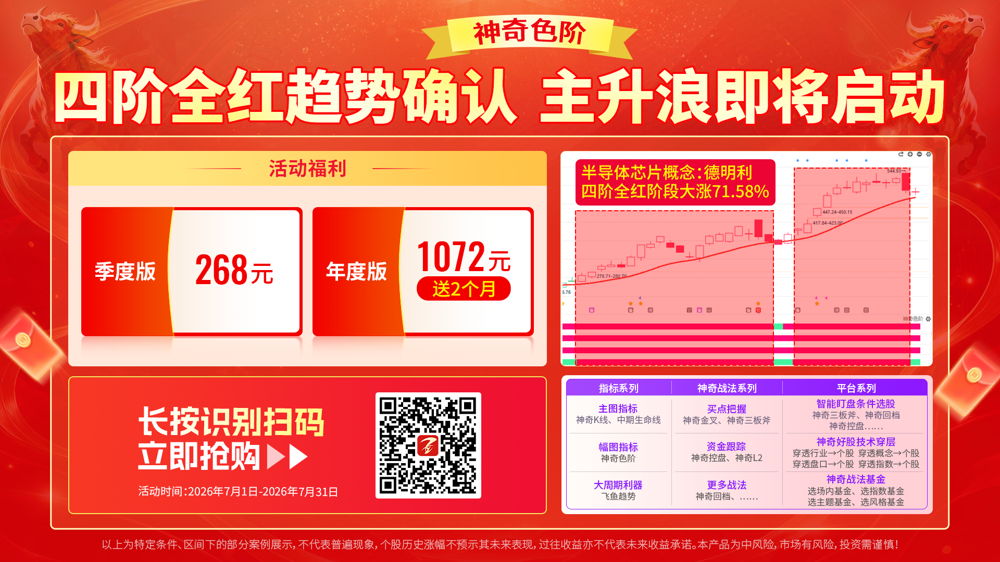 神奇色阶
四阶全红趋势确认 主升浪即将启动
活动福利
季度版
268元
年度版
1072元
送2个月
半导体芯片概念：德明利
四阶全红阶段大涨71.58%
544.93
447.24-450.15
417.84-423.00
279.71-280.70
6.76
神奇色阶
长按识别扫码
立即抢购
活动时间：2026年7月1日-2026年7月31日
指标系列 神奇战法系列 平台系列
主图指标
神奇K线、中期生命线
买点把握
神奇金叉、神奇三板斧
智能盯盘条件选股
神奇三板斧、神奇回档
神奇控盘……
幅图指标
神奇色阶
资金跟踪
神奇控盘、神奇L2
神奇好股技术穿层
穿透行业→个股 穿透概念→个股
穿透盘口→个股 穿透指数→个股
大周期利器
飞鱼趋势
更多战法
神奇回档、……
神奇战法基金
选场内基金、选指数基金
选主题基金、选风格基金
以上为特定条件、区间下的部分案例展示，不代表普遍现象，个股历史涨幅不预示其未来表现，过往收益亦不代表未来收益承诺。本产品为中风险，市场有风险，投资需谨慎！